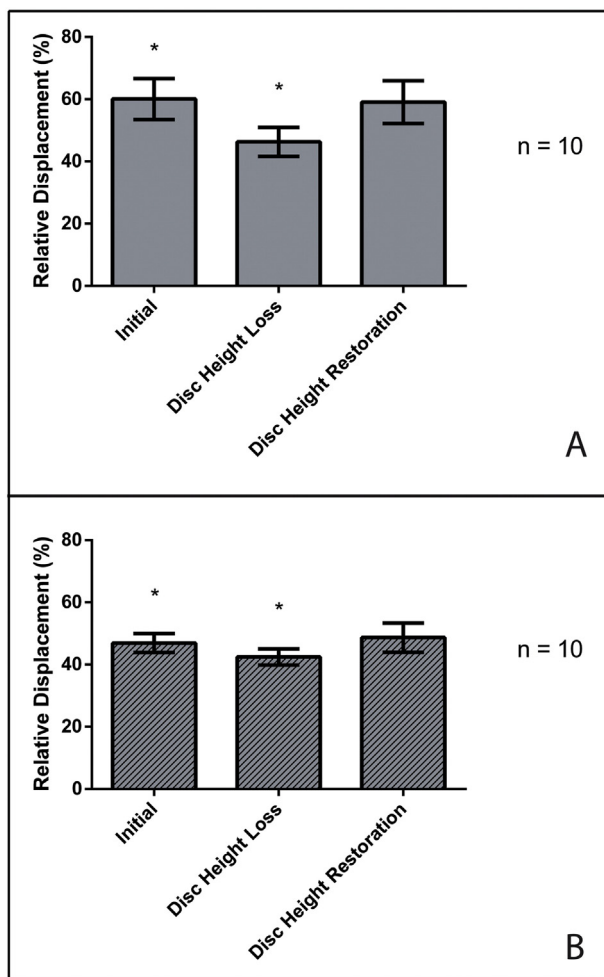 Relative Displacement (%)
80
60
40
20
0
*
*
n = 10
Initial
Disc Height Loss
Disc Height Restoration
A
Relative Displacement (%)
80
60
40
20
0
*
*
n = 10
Initial
Disc Height Loss
Disc Height Restoration
B